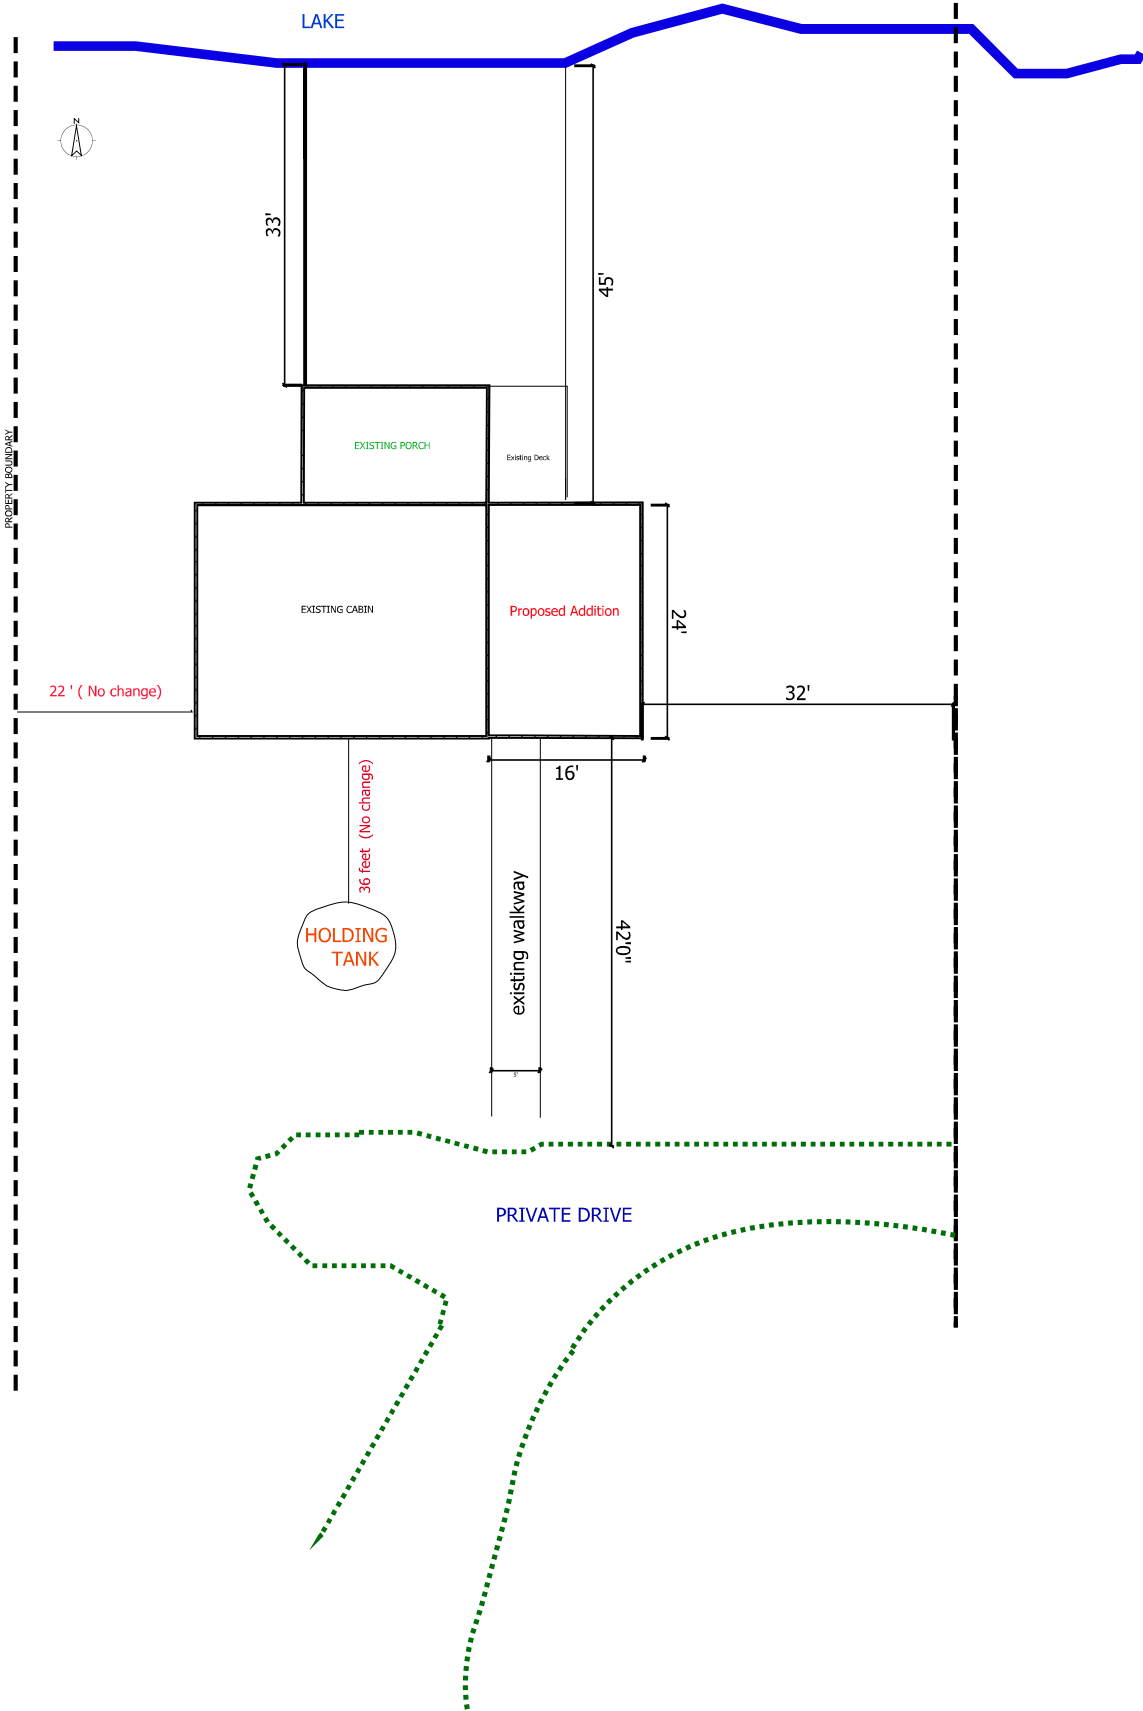 LAKE
N
33'
45'
PROPERTY BOUNDARY
EXISTING PORCH
Existing Deck
EXISTING CABIN
Proposed Addition
24'
22 ' ( No change)
32'
16'
36 feet (No change)
existing walkway
HOLDING
TANK
42'0"
5'
PRIVATE DRIVE